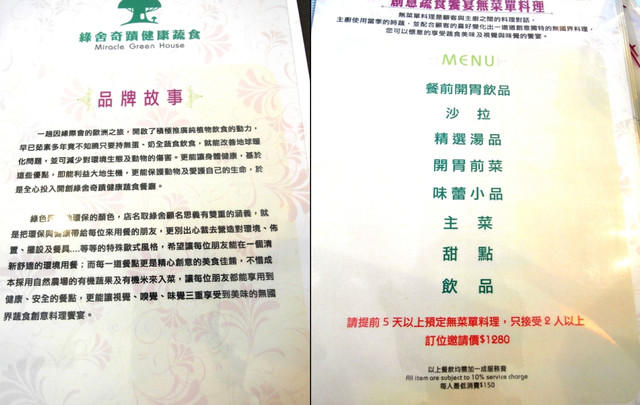 綠舍奇蹟健康蔬食
Miracle Green House
品牌故事
一趟因緣際會的歐洲之旅，開啟了積極推廣純植物飲食的動力，
早已茹素多年竟不知曉只要持無蛋、奶全蔬食飲食，就能改善地球暖
化問題，並可減少對環境生態及動物的傷害。更能讓身體健康，基於
這些優點，即能利益大地生機，更能保護動物及愛護自己的生命，於
是全心投入開創綠舍奇蹟健康蔬食餐廳。
環保的顏色，店名取綠舍顧名思義有雙重的涵義，就
是把環保與健康帶給每位來用餐的朋友，更別出心裁去營造對環境、佈
置、擺設及餐具....等等的特殊歐式風格，希望讓每位朋友能在一個清
新舒適的環境用餐；而每一道餐點更是精心創意的美食佳餚，不惜成
本採用自然農場的有機蔬果及有機米來入菜，讓每位朋友都能享用到
健康、安全的餐點，更能讓視覺、嗅覺、味覺三重享受到美味的無國
界蔬食創意料理饗宴。
創意蔬食饗宴無菜單料理
無菜單料理是顧客與主廚之間的料理對話，
主廚使用當季的時蔬，並配合顧客的喜好變化出一道道創意獨特的無國界料理，
您可以愜意的享受蔬食美味及視覺與味覺的饗宴。
MENU
餐前開胃飲品
沙 拉
精選湯品
開胃前菜
味蕾小品
主 菜
甜 點
飲 品
請提前5天以上預定無菜單料理，只接受2人以上
訂位邀請價$1280
以上餐飲均需加一成服務費
All item are subject to 10% service charge
每人最低消費$150